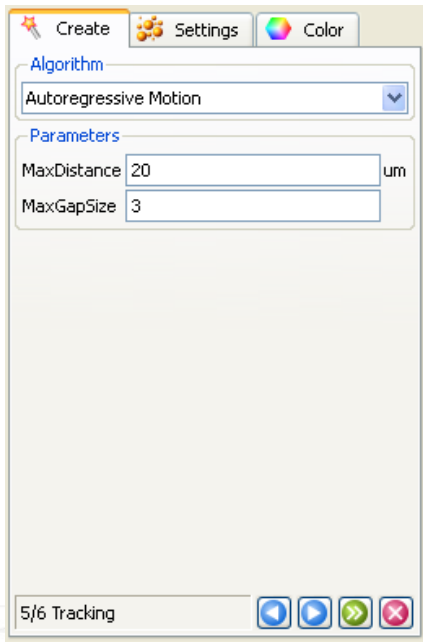 Create Settings Color
Algorithm
Autoregressive Motion
Parameters
MaxDistance 20 um
MaxGapSize 3
5/6 Tracking